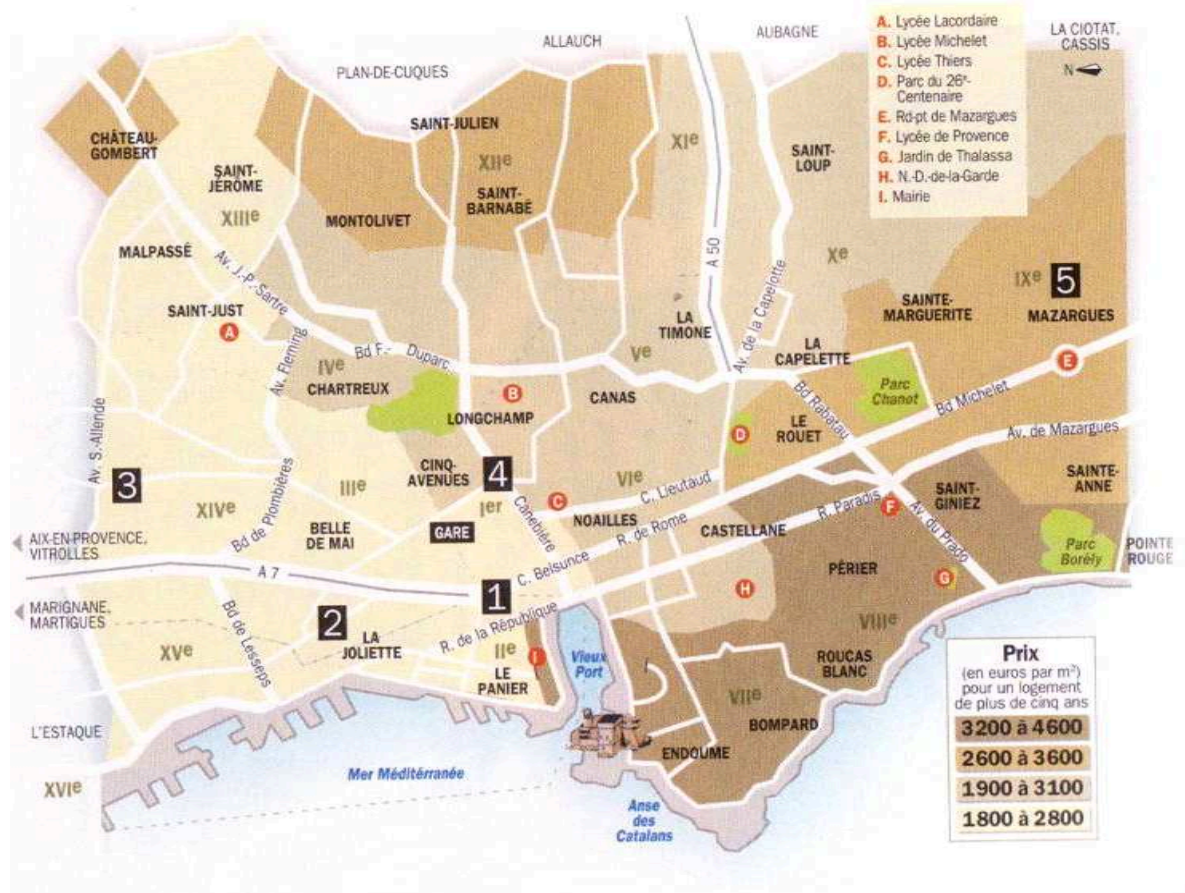 ALLAUCH
AUBAGNE
LA CIOTAT,
CASSIS
N
PLAN-DE-CUQUES
A. Lycée Lacordaire
B. Lycée Michelet
C. Lycée Thiers
D. Parc du 26e-
Centenaire
E. Rd-pt de Mazargues
F. Lycée de Provence
G. Jardin de Thalassa
H. N.-D.-de-la-Garde
I. Mairie
CHÂTEAU-
GOMBERT
SAINT-JULIEN
XIIe
XIe
SAINT-
LOUP
SAINT-
JÉRÔME
XIIIe
SAINT-
BARNABÉ
MONTOLIVET
MALPASSÉ
Av. J.-P.-Sartre
A 50
Xe
Av. de la Capelotte
IXe
5
MAZARGUES
SAINTE-
MARGUERITE
SAINT-JUST
A
LA
TIMONE
Av. Fleming
Bd F.-
Duparc
IVe
CHARTREUX
Ve
LA
CAPELETTE
E
Parc
Chanot
B
LONGCHAMP
CANAS
Bd Rabatau
Bd Michelet
D
LE
ROUET
Av. de Mazargues
Av. S.-Allende
3
XIVe
Bd de Plombières
IIIe
CINQ-
AVENUES
4
VIe
C
C. Lieutaud
SAINTE-
ANNE
SAINT-
GINIEZ
BELLE
DE MAI
GARE
Ier
Canebière
NOAILLES
R. de Rome
CASTELLANE
R. Paradis
F
Av. du Prado
AIX-EN-PROVENCE,
VITROLLES
A 7
C. Belsunce
Parc
Borély
POINTE
ROUGE
PÉRIER
G
H
MARIGNANE,
MARTIGUES
Bd de Lesseps
2
1
R. de la République
VIIIe
XVe
LA
JOLIETTE
IIe
I
LE
PANIER
Vieux
Port
ROUCAS
BLANC
VIIe
BOMPARD
ENDOUME
L'ESTAQUE
XVIe
Mer Méditérranée
Anse
des
Catalans
Prix
(en euros par m²)
pour un logement
de plus de cinq ans
3200 à 4600
2600 à 3600
1900 à 3100
1800 à 2800